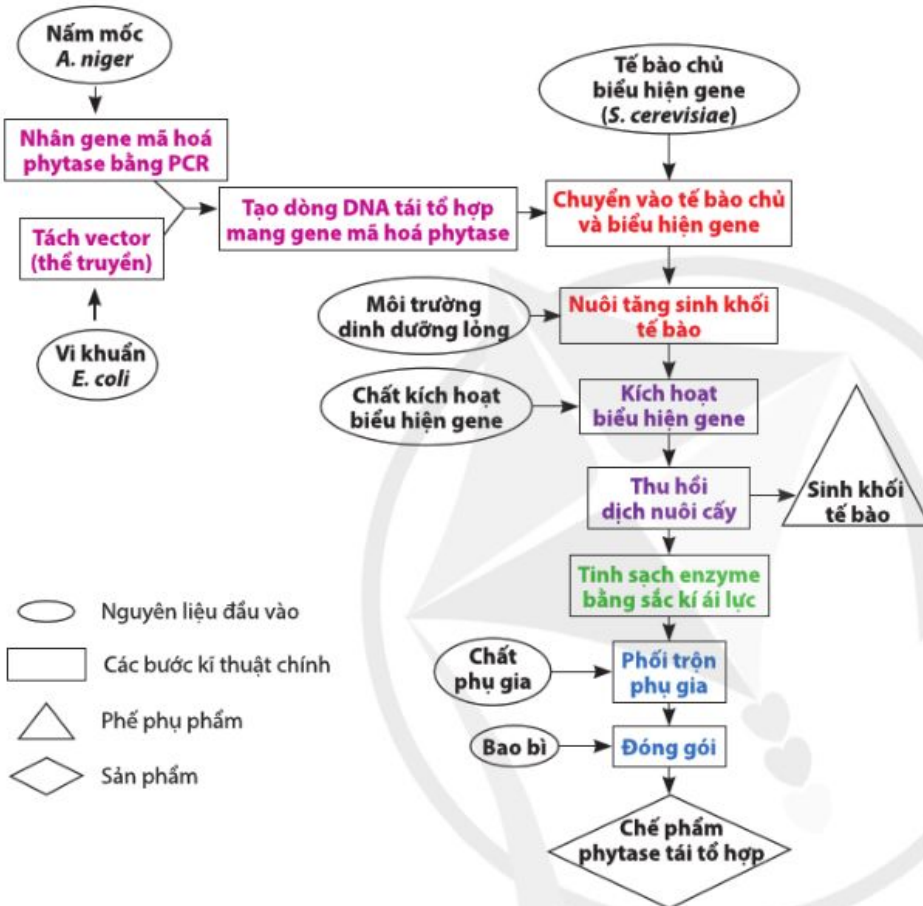 Nấm mốc
A. niger
Nhân gene mã hoá
phytase bằng PCR
Tách vector
(thể truyền)
Vi khuẩn
E. coli
Tạo dòng DNA tái tổ hợp
mang gene mã hoá phytase
Tế bào chủ
biểu hiện gene
(S. cerevisiae)
Chuyển vào tế bào chủ
và biểu hiện gene
Môi trường
dinh dưỡng lỏng
Nuôi tăng sinh khối
tế bào
Chất kích hoạt
biểu hiện gene
Kích hoạt
biểu hiện gene
Thu hồi
dịch nuôi cấy
Sinh khối
tế bào
Tinh sạch enzyme
bằng sắc kí ái lực
Chất
phụ gia
Phối trộn
phụ gia
Bao bì
Đóng gói
Chế phẩm
phytase tái tổ hợp
Nguyên liệu đầu vào
Các bước kĩ thuật chính
Phế phụ phẩm
Sản phẩm